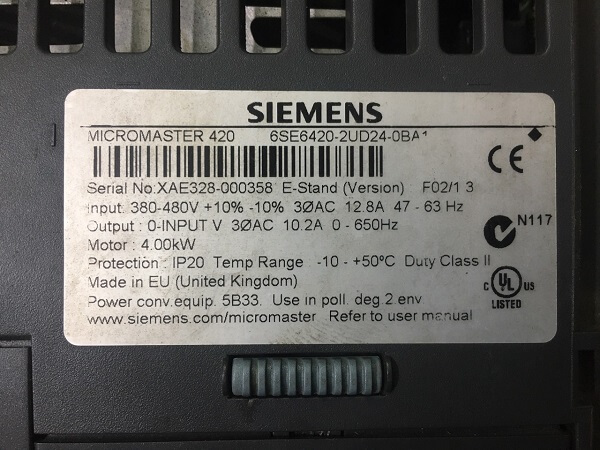 SIEMENS
MICROMASTER 420 6SE6420-2UD24-0BA1
CE
Serial No:XAE328-000358 E-Stand (Version) F02/1 3
Input: 380-480V +10% -10% 3ØAC 12.8A 47 - 63 Hz
N117
Output : 0-INPUT V 3ØAC 10.2A 0 - 650Hz
Motor : 4.00kW
Protection : IP20 Temp Range -10 - +50ºC Duty Class II
Made in EU (United Kingdom)
C UL US
LISTED
Power conv.equip. 5B33. Use in poll. deg.2 env.
www.siemens.com/micromaster Refer to user manual